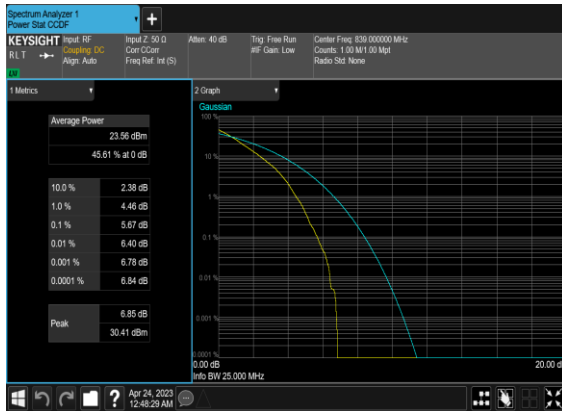 Spectrum Analyzer 1
Power Stat CCDF
KEYSIGHT
R L T
Input: RF
Coupling: DC
Align: Auto
Input Z: 50 Ω
Corr CCorr
Freq Ref: Int (S)
Atten: 40 dB
Trig: Free Run
#IF Gain: Low
Center Freq: 839.000000 MHz
Counts: 1.00 M/1.00 Mpt
Radio Std: None
1 Metrics
Average Power
23.56 dBm
45.61 % at 0 dB
10.0 % 2.38 dB
1.0 % 4.46 dB
0.1 % 5.67 dB
0.01 % 6.40 dB
0.001 % 6.78 dB
0.0001 % 6.84 dB
Peak
6.85 dB
30.41 dBm
2 Graph
Gaussian
100 %
10 %
1 %
0.1 %
0.01 %
0.001 %
0.0001 %
0.00 dB
20.00 d
Info BW 25.000 MHz
?
Apr 24, 2023
12:48:29 AM